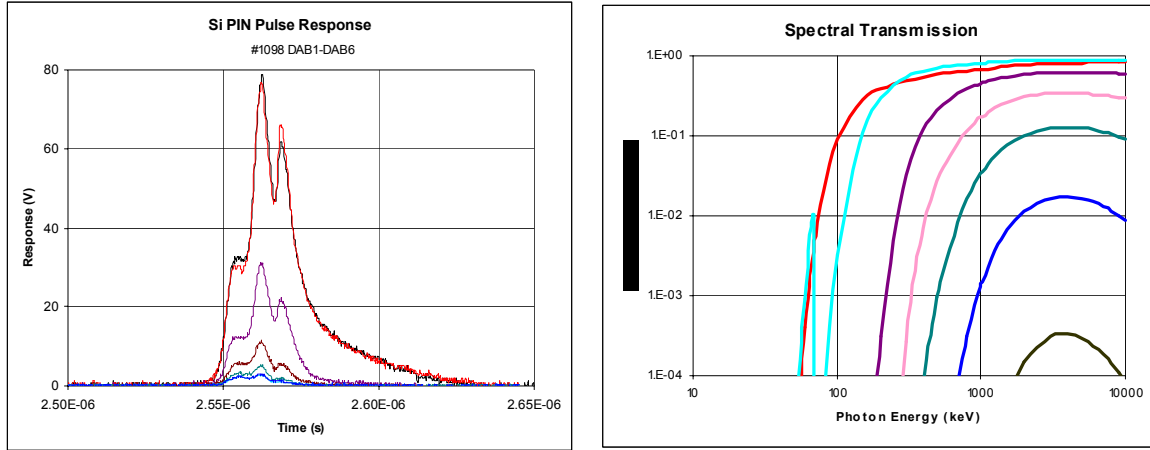 Si PIN Pulse Response
#1098 DAB1-DAB6
80
60
40
20
0
Response (V)
2.50E-06 2.55E-06 2.60E-06 2.65E-06
Time (s)
Spectral Transmission
1.E+00
1.E-01
1.E-02
1.E-03
1.E-04
10 100 1000 10000
Photon Energy (keV)